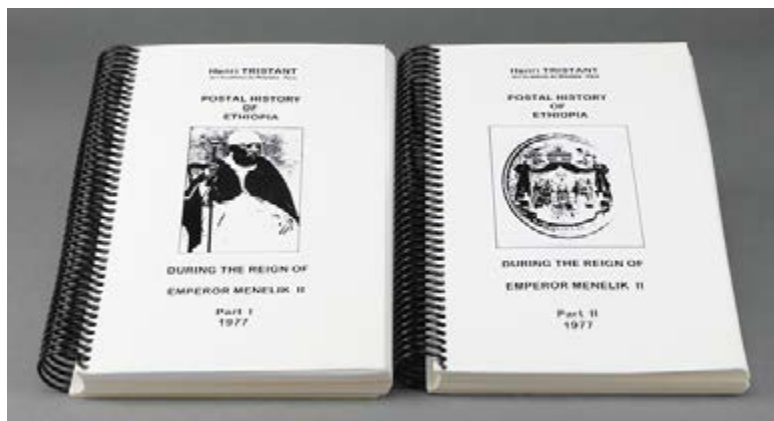 Henri TRISTANT
POSTAL HISTORY
OF
ETHIOPIA
DURING THE REIGN OF
EMPEROR MENELIK II
Part I
1977
Henri TRISTANT
POSTAL HISTORY
OF
ETHIOPIA
DURING THE REIGN OF
EMPEROR MENELIK II
Part II
1977